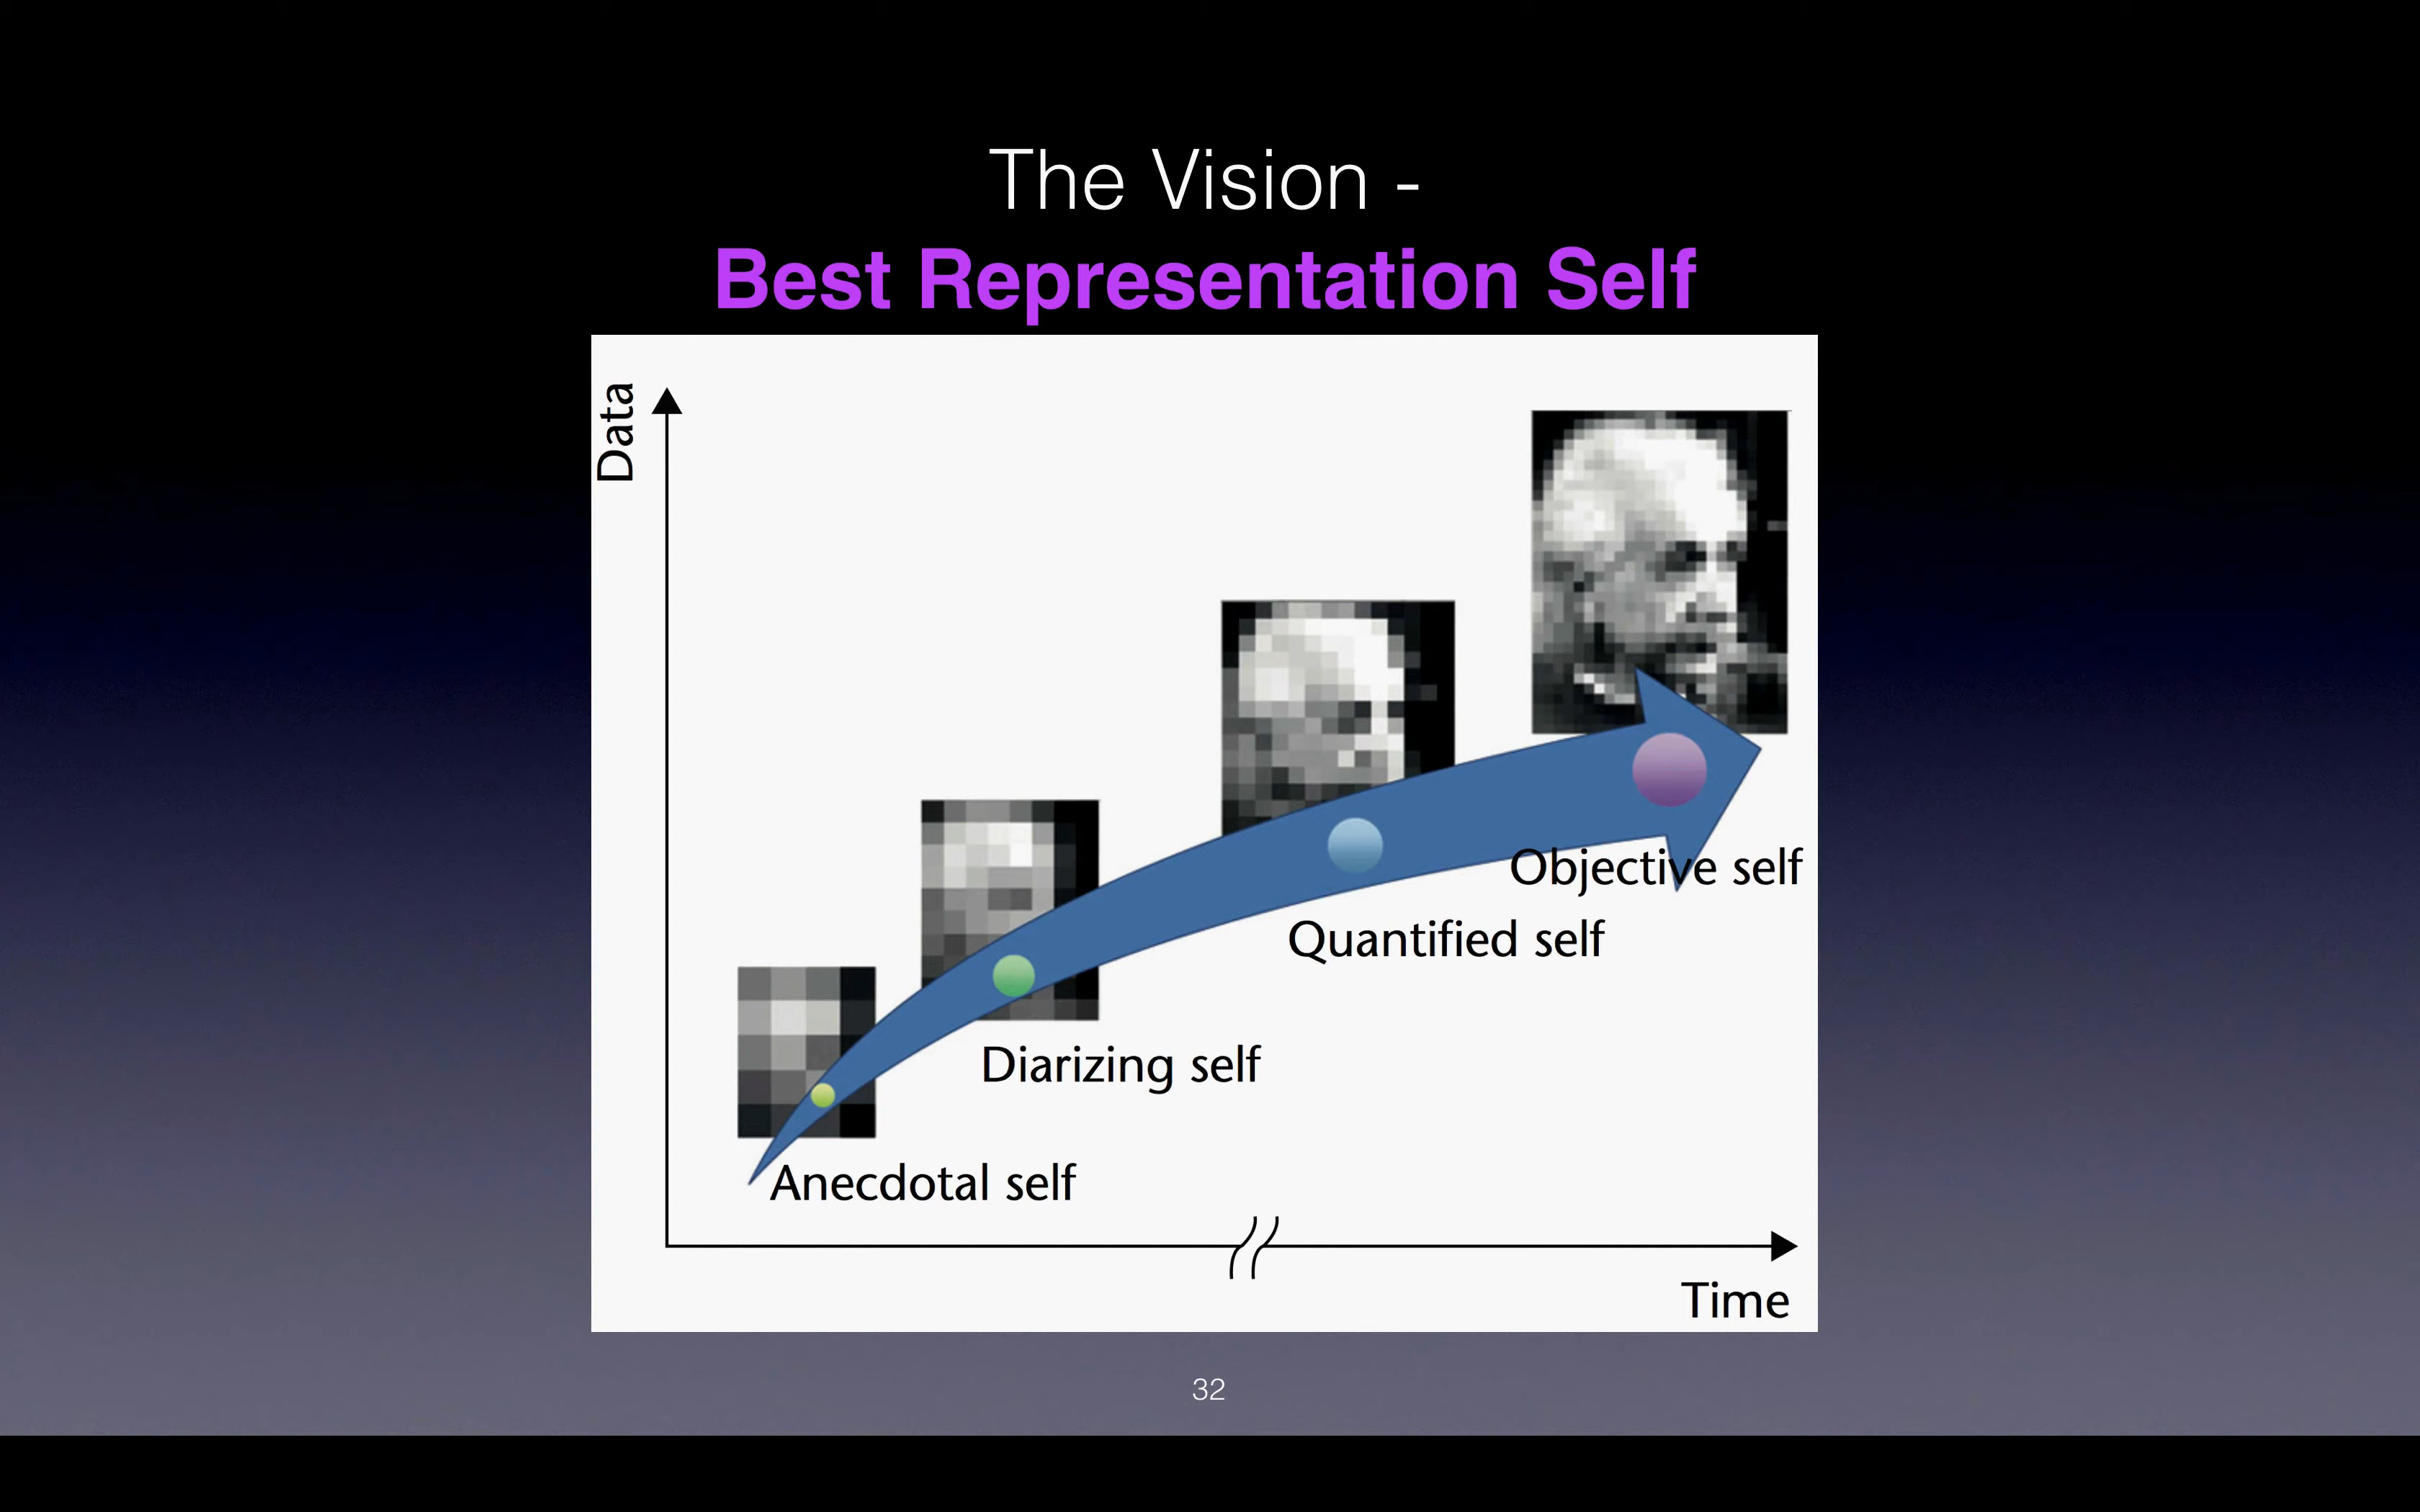 The Vision -
Best Representation Self
Data
Objective self
Quantified self
Diarizing self
Anecdotal self
Time
32